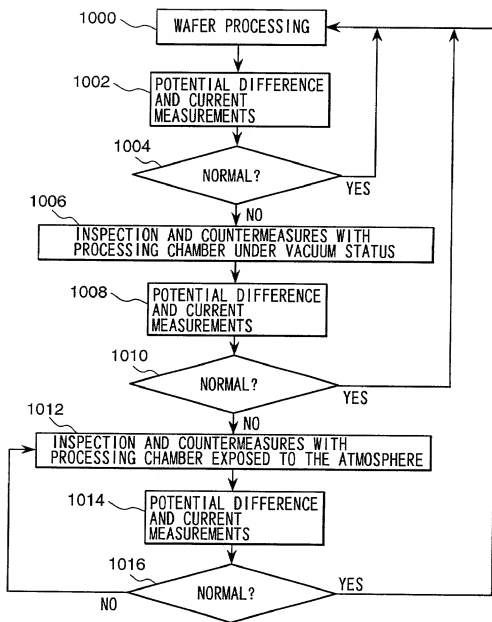 1000
WAFER PROCESSING
1002
POTENTIAL DIFFERENCE
AND CURRENT
MEASUREMENTS
1004
NORMAL?
YES
NO
1006
INSPECTION AND COUNTERMEASURES WITH
PROCESSING CHAMBER UNDER VACUUM STATUS
1008
POTENTIAL DIFFERENCE
AND CURRENT
MEASUREMENTS
1010
NORMAL?
YES
NO
1012
INSPECTION AND COUNTERMEASURES WITH
PROCESSING CHAMBER EXPOSED TO THE ATMOSPHERE
1014
POTENTIAL DIFFERENCE
AND CURRENT
MEASUREMENTS
1016
NORMAL?
YES
NO